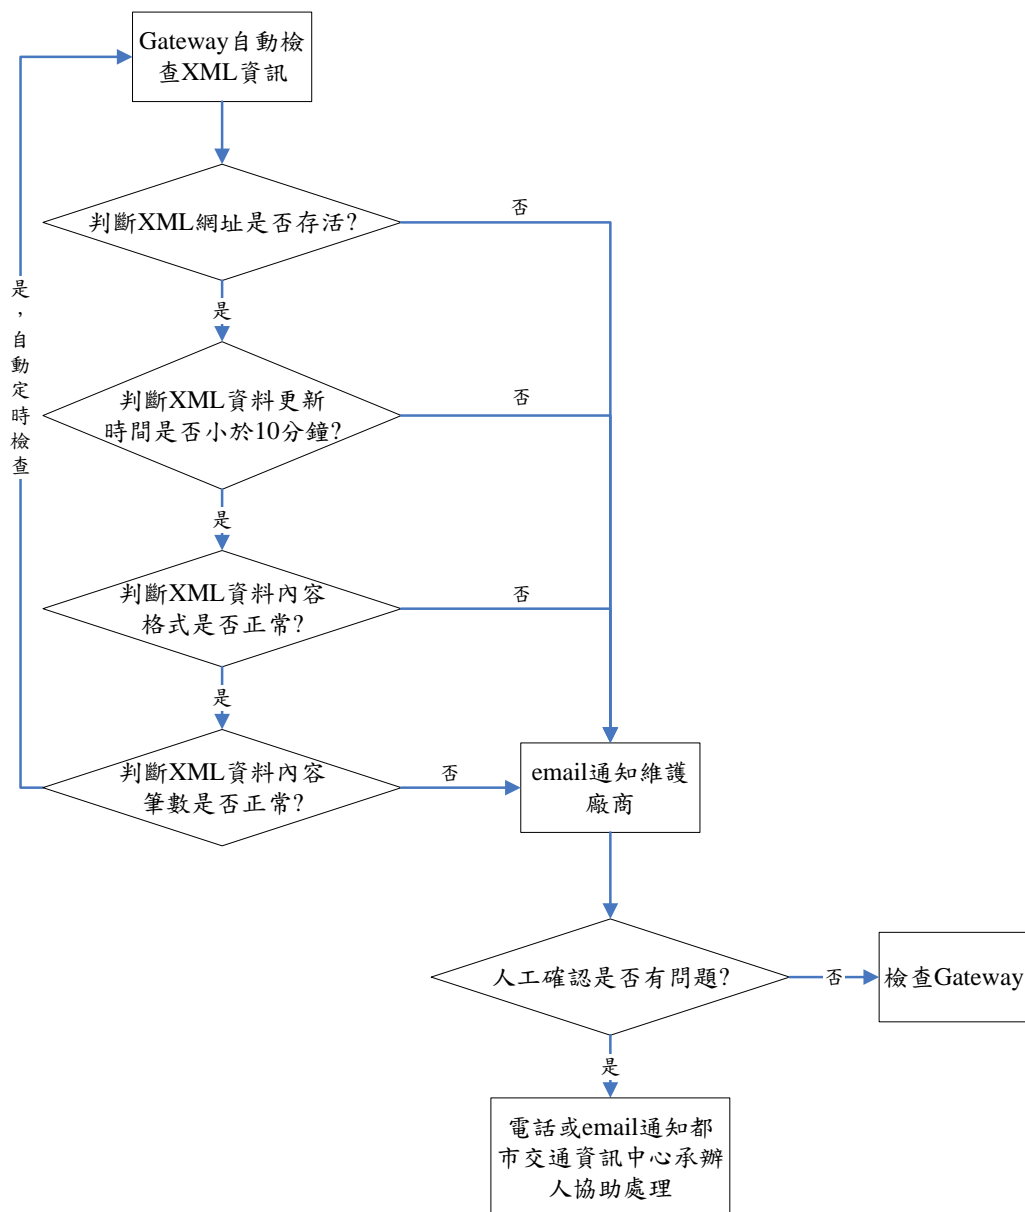 Gateway自動檢
查XML資訊
判斷XML網址是否存活?
否
是
是，自動定時檢查
判斷XML資料更新
時間是否小於10分鐘?
否
是
判斷XML資料內容
格式是否正常?
否
是
判斷XML資料內容
筆數是否正常?
否
email通知維護
廠商
人工確認是否有問題?
否
檢查Gateway
是
電話或email通知都
市交通資訊中心承辦
人協助處理